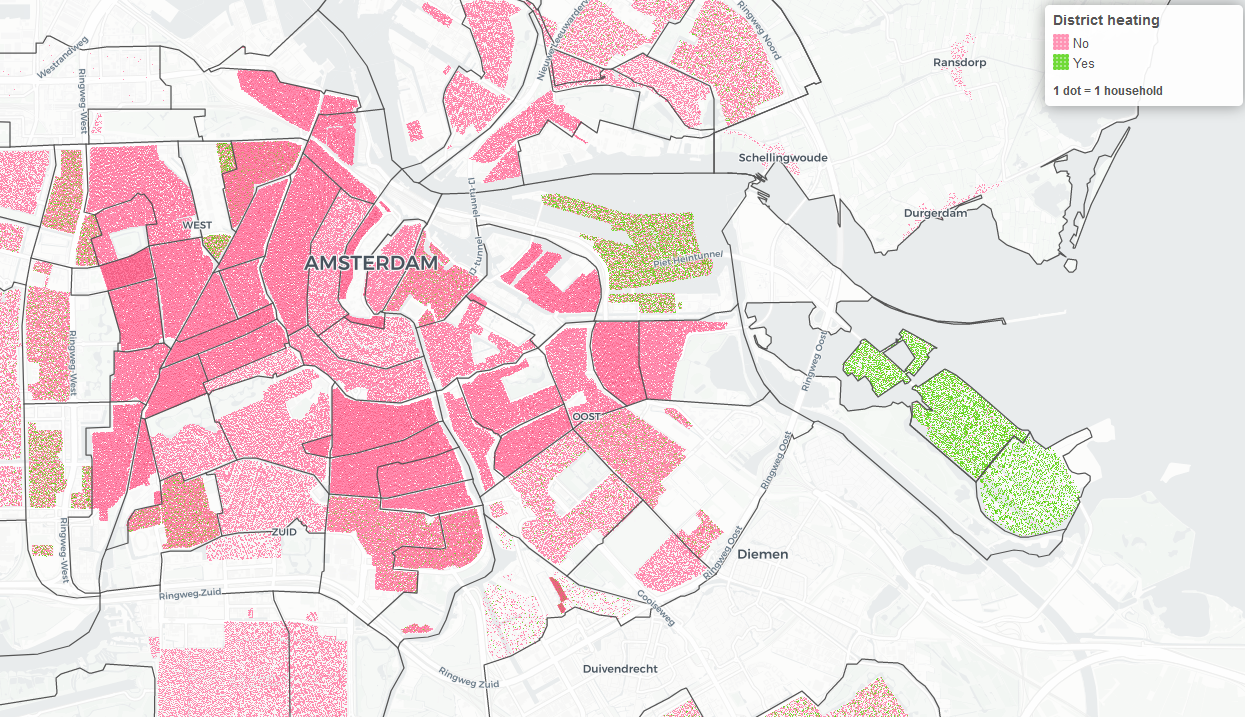 District heating
No
Yes
1 dot = 1 household
Westrandweg
Ringweg-West
Nieuwe Leeuwarderweg
Ringweg Noord
Ransdorp
Schellingwoude
Durgerdam
IJ-tunnel
WEST
AMSTERDAM
IJ-tunnel
Piet Heintunnel
Ringweg-West
Ringweg Oost
OOST
Ringweg Oost
Ringweg-West
ZUID
Ringweg Oost
Diemen
Ringweg Zuid
Gooiseweg
Duivendrecht
Ringweg Zuid